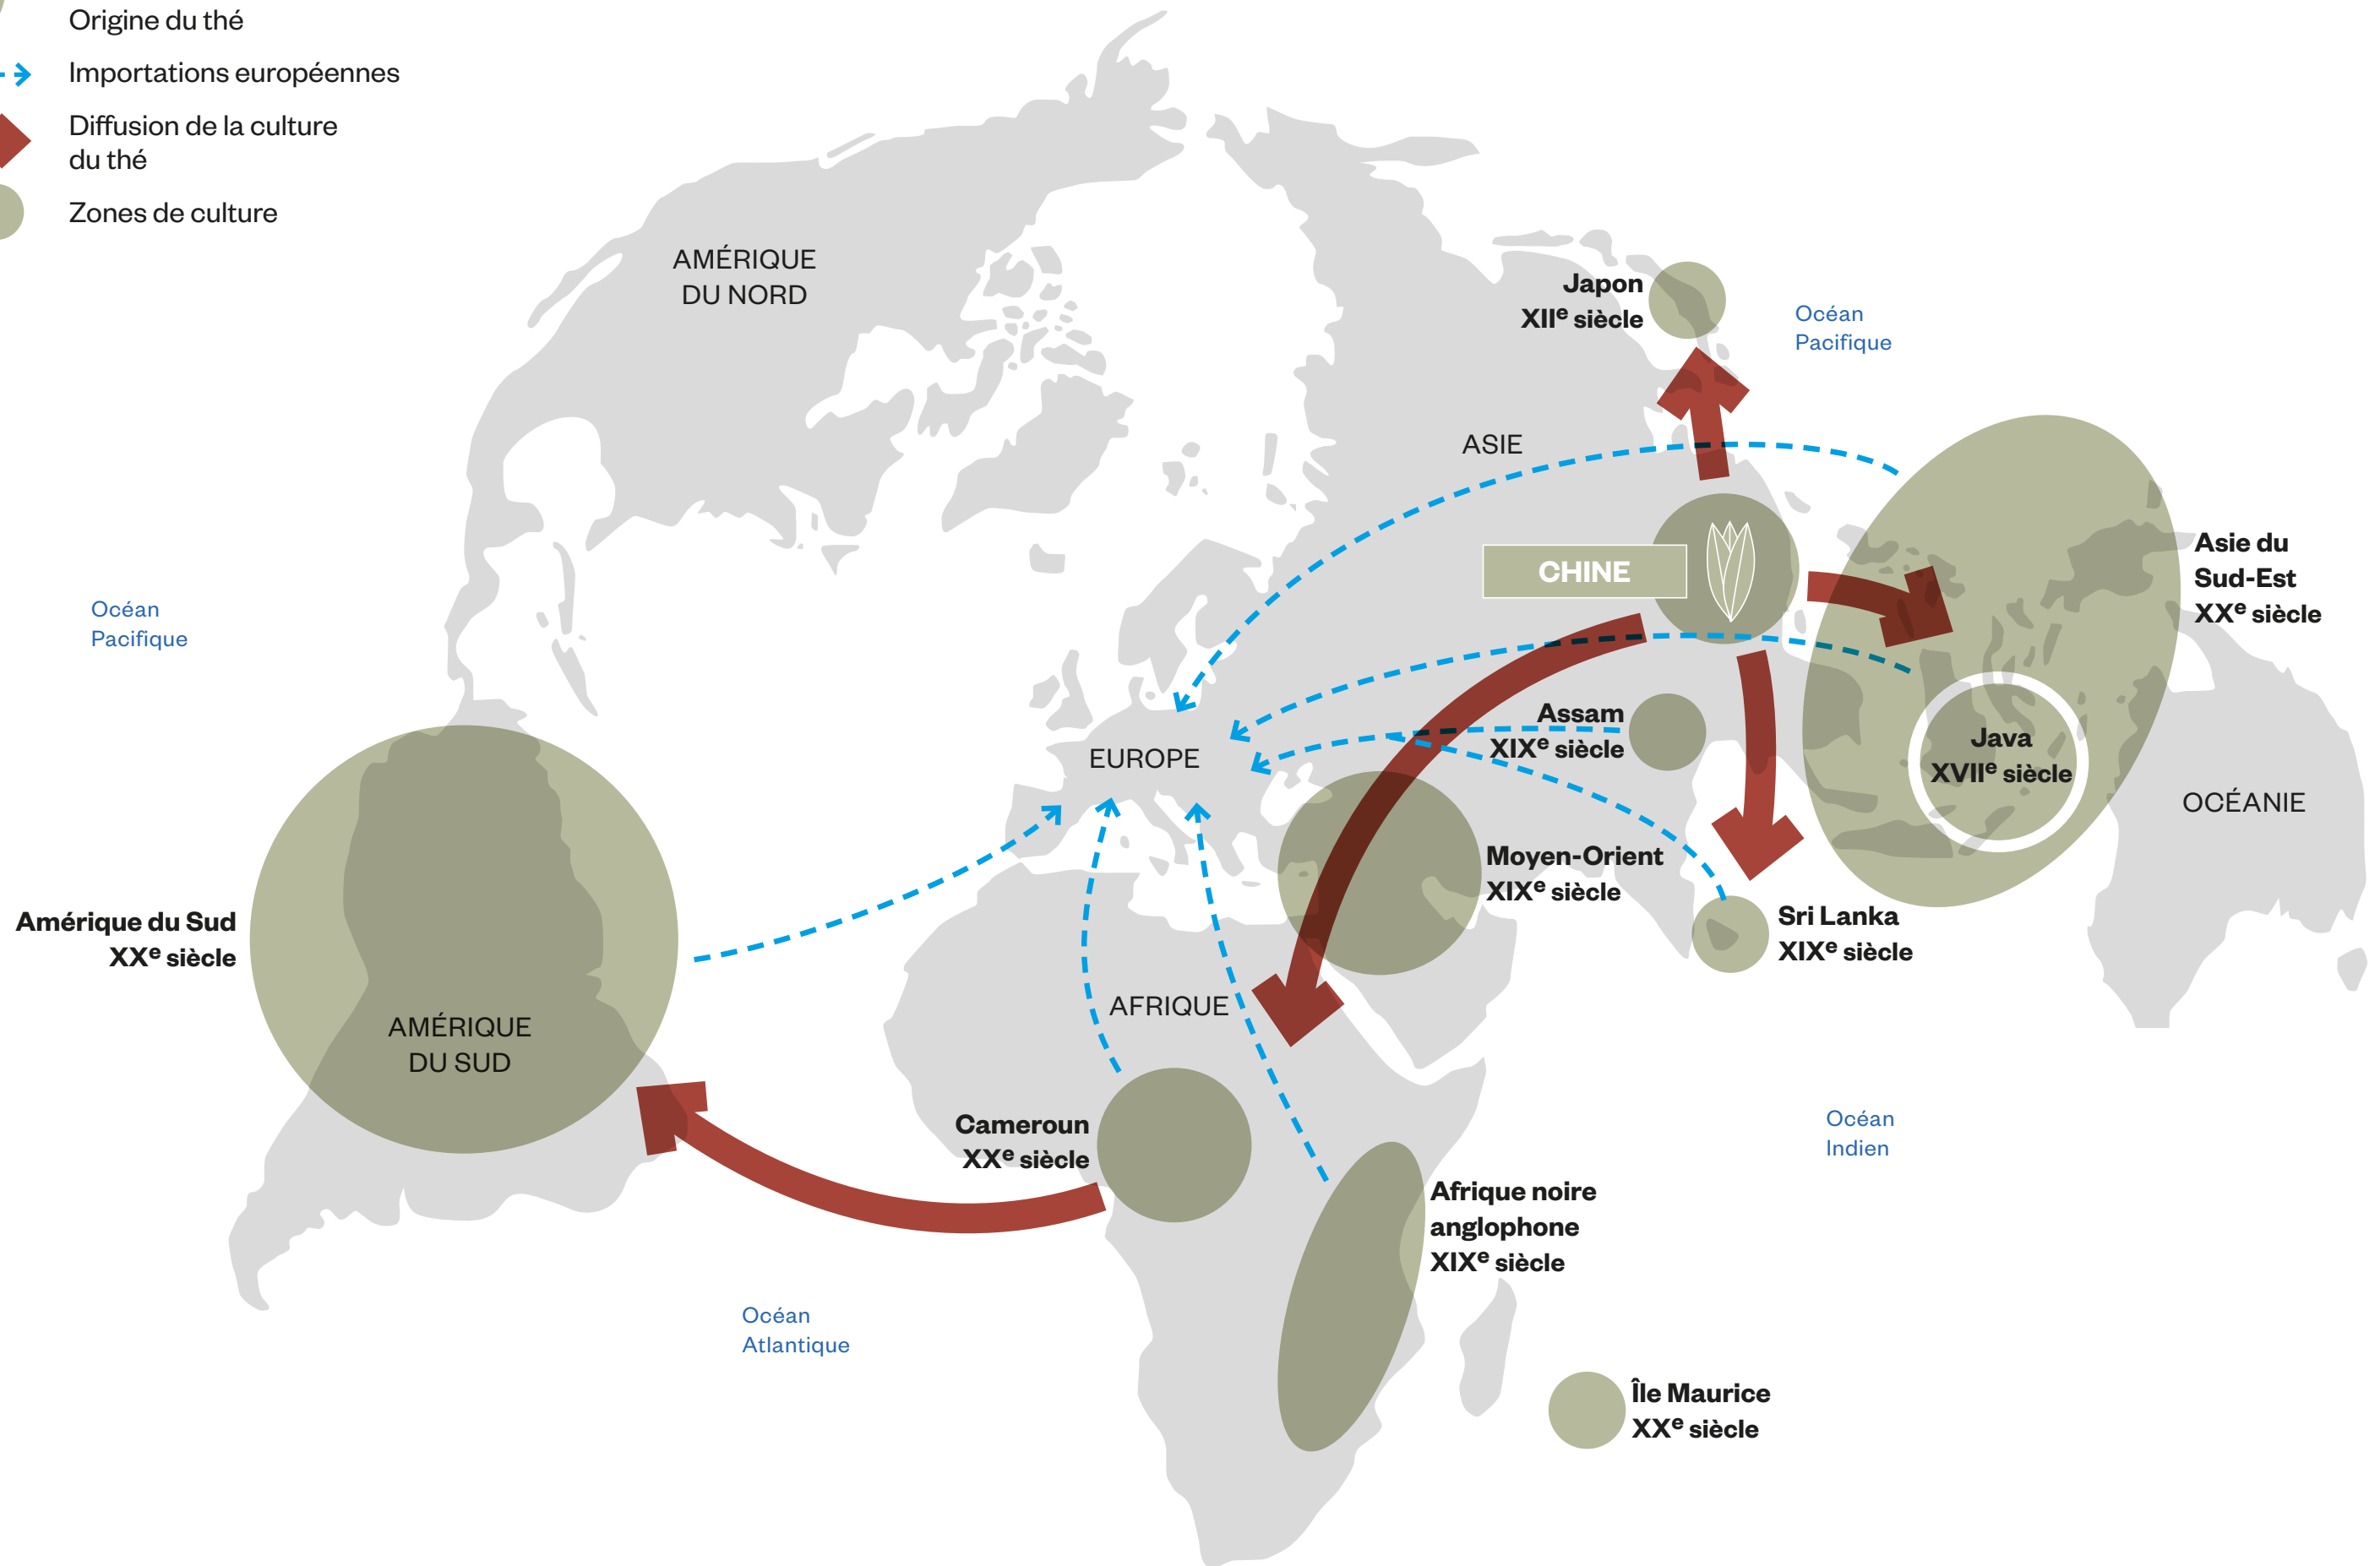 Origine du thé
Importations européennes
Diffusion de la culture
du thé
Zones de culture
AMÉRIQUE
DU NORD
Japon
XIIe siècle
Océan
Pacifique
ASIE
CHINE
Asie du
Sud-Est
XXe siècle
Océan
Pacifique
Assam
XIXe siècle
EUROPE
Java
XVIIe siècle
OCÉANIE
Moyen-Orient
XIXe siècle
Amérique du Sud
XXe siècle
Sri Lanka
XIXe siècle
AFRIQUE
AMÉRIQUE
DU SUD
Cameroun
XXe siècle
Océan
Indien
Afrique noire
anglophone
XIXe siècle
Océan
Atlantique
Île Maurice
XXe siècle